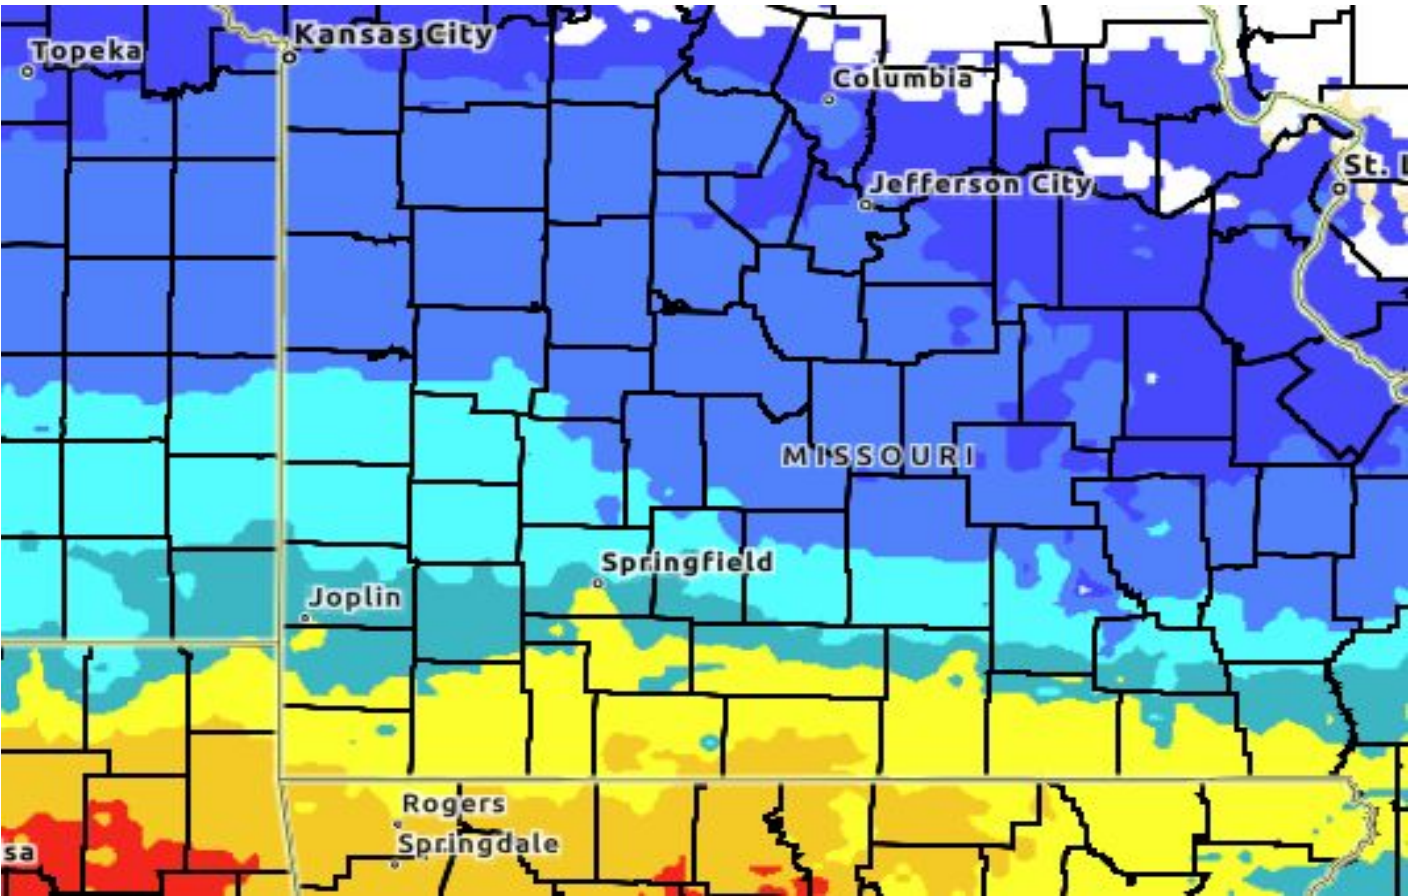 Kansas City
Topeka
Columbia
St. L
Jefferson City
MISSOURI
Springfield
Joplin
Rogers
Springdale
sa